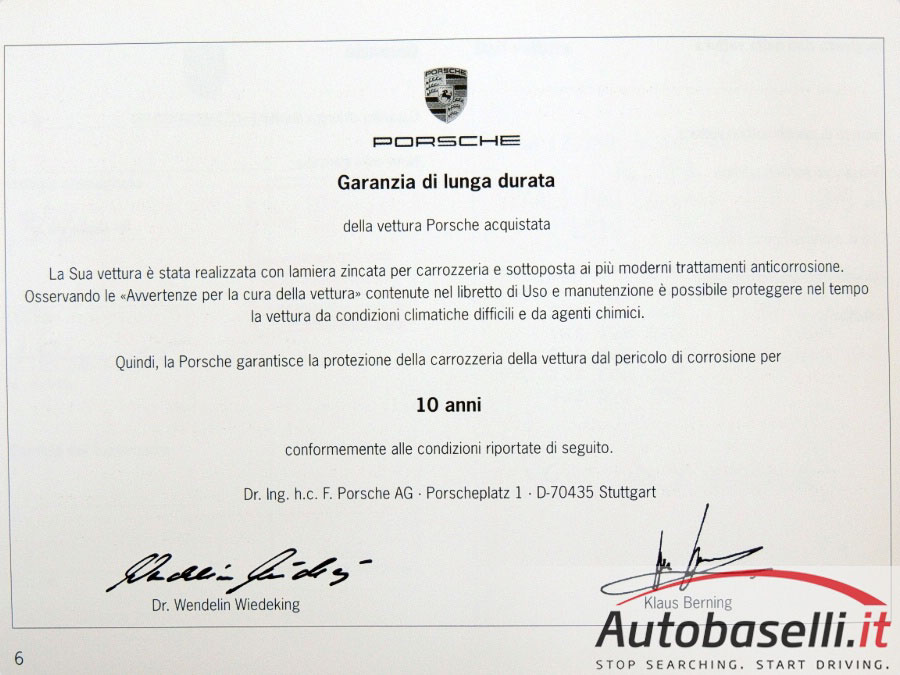 PORSCHE
PORSCHE
Garanzia di lunga durata
della vettura Porsche acquistata
La Sua vettura è stata realizzata con lamiera zincata per carrozzeria e sottoposta ai più moderni trattamenti anticorrosione.
Osservando le «Avvertenze per la cura della vettura» contenute nel libretto di Uso e manutenzione è possibile proteggere nel tempo
la vettura da condizioni climatiche difficili e da agenti chimici.
Quindi, la Porsche garantisce la protezione della carrozzeria della vettura dal pericolo di corrosione per
10 anni
conformemente alle condizioni riportate di seguito.
Dr. Ing. h.c. F. Porsche AG · Porscheplatz 1 · D-70435 Stuttgart
Wendelin Wiedeking
Dr. Wendelin Wiedeking
Klaus Berning
Autobaselli.it
STOP SEARCHING. START DRIVING.
6